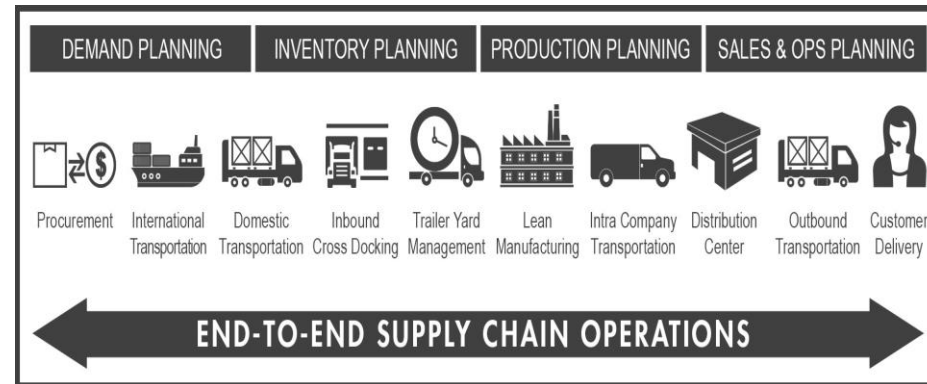 DEMAND PLANNING
INVENTORY PLANNING
PRODUCTION PLANNING
SALES & OPS PLANNING
Procurement
International
Transportation
Domestic
Transportation
Inbound
Cross Docking
Trailer Yard
Management
Lean
Manufacturing
Intra Company
Transportation
Distribution
Center
Outbound
Transportation
Customer
Delivery
END-TO-END SUPPLY CHAIN OPERATIONS